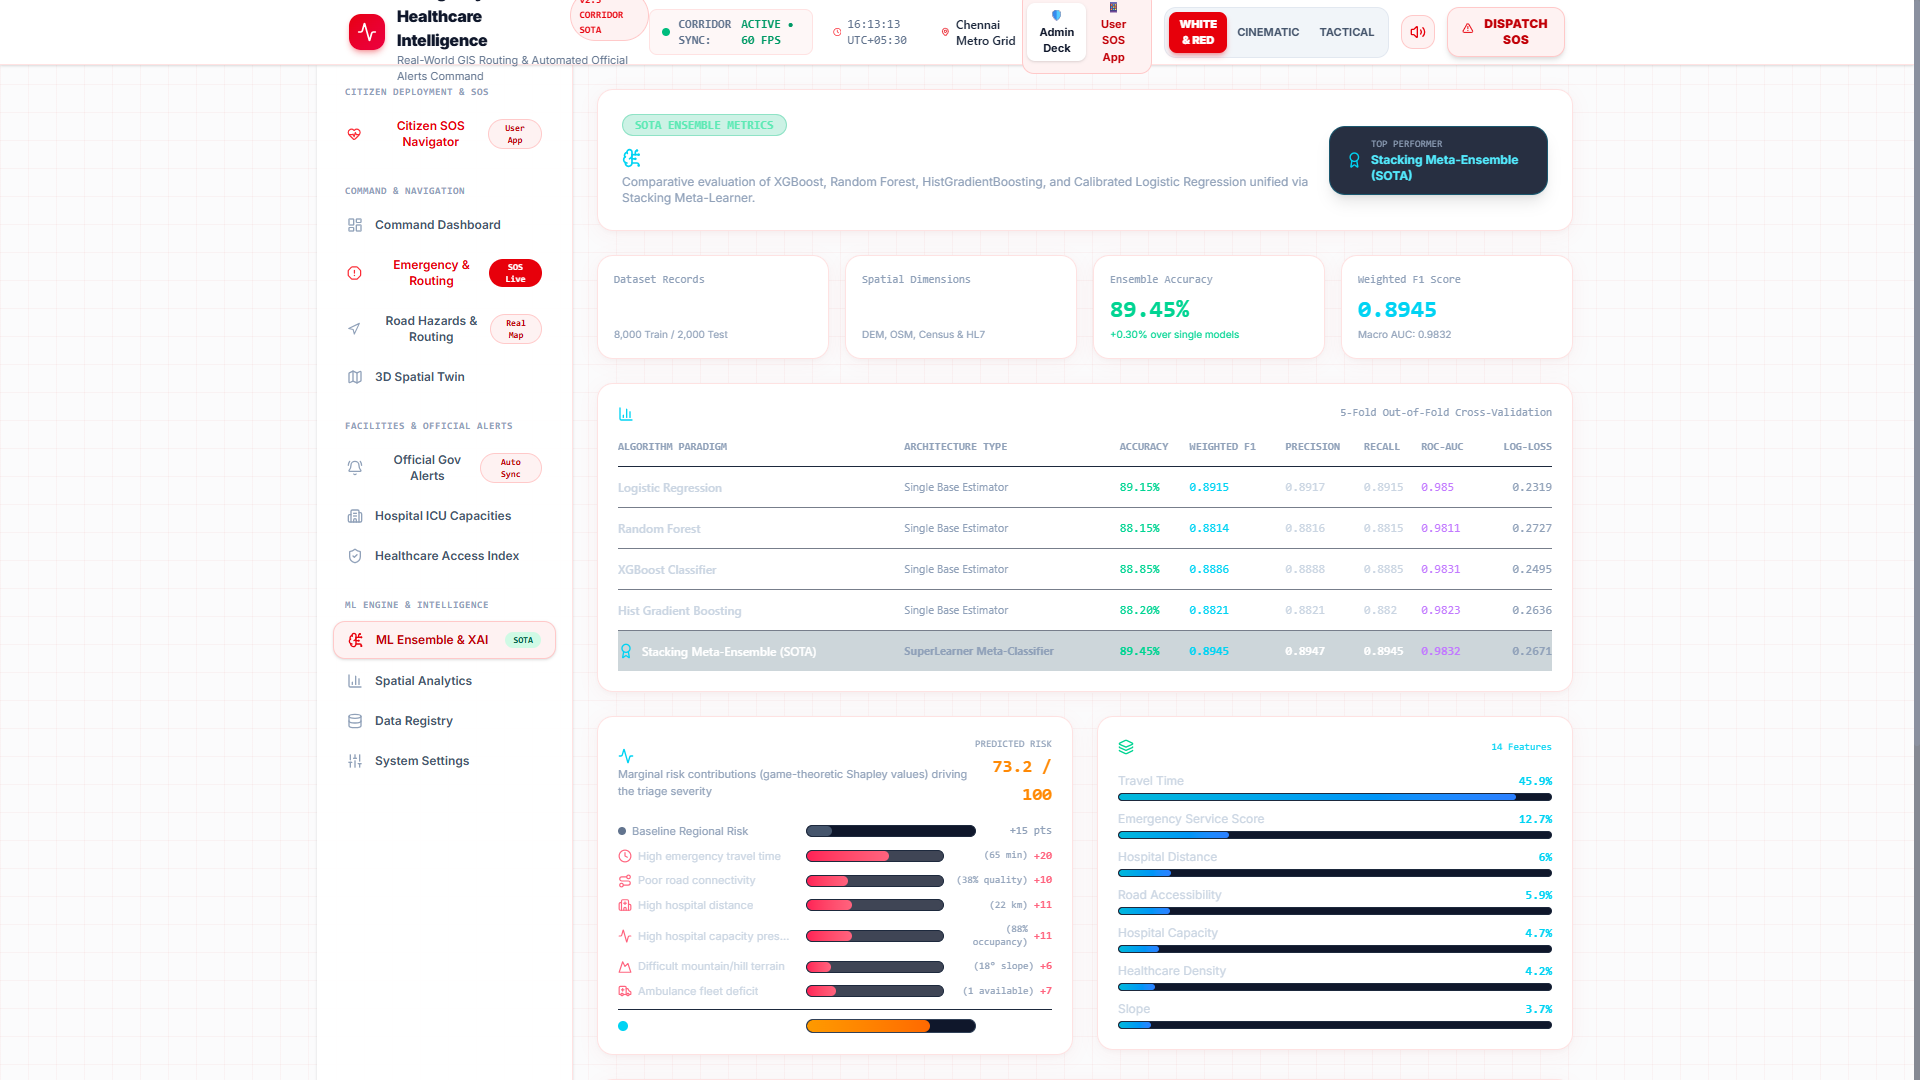 Healthcare
Intelligence
Real-World GIS Routing & Automated Official
Alerts Command
CORRIDOR
SOTA
CORRIDOR SYNC:
ACTIVE •
60 FPS
16:13:13
UTC+05:30
Chennai
Metro Grid
Admin
Deck
User
SOS
App
WHITE
& RED
CINEMATIC
TACTICAL
DISPATCH
SOS
CITIZEN DEPLOYMENT & SOS
Citizen SOS
Navigator
User
App
COMMAND & NAVIGATION
Command Dashboard
Emergency &
Routing
SOS
Live
Road Hazards &
Routing
Real
Map
3D Spatial Twin
FACILITIES & OFFICIAL ALERTS
Official Gov
Alerts
Auto
Sync
Hospital ICU Capacities
Healthcare Access Index
ML ENGINE & INTELLIGENCE
ML Ensemble & XAI
SOTA
Spatial Analytics
Data Registry
System Settings
SOTA ENSEMBLE METRICS
Comparative evaluation of XGBoost, Random Forest, HistGradientBoosting, and Calibrated Logistic Regression unified via
Stacking Meta-Learner.
TOP PERFORMER
Stacking Meta-Ensemble
(SOTA)
Dataset Records
8,000 Train / 2,000 Test
Spatial Dimensions
DEM, OSM, Census & HL7
Ensemble Accuracy
89.45%
+0.30% over single models
Weighted F1 Score
0.8945
Macro AUC: 0.9832
5-Fold Out-of-Fold Cross-Validation
ALGORITHM PARADIGM ARCHITECTURE TYPE ACCURACY WEIGHTED F1 PRECISION RECALL ROC-AUC LOG-LOSS
Logistic Regression Single Base Estimator 89.15% 0.8915 0.8917 0.8915 0.985 0.2319
Random Forest Single Base Estimator 88.15% 0.8814 0.8816 0.8815 0.9811 0.2727
XGBoost Classifier Single Base Estimator 88.85% 0.8886 0.8888 0.8885 0.9831 0.2495
Hist Gradient Boosting Single Base Estimator 88.20% 0.8821 0.8821 0.882 0.9823 0.2636
Stacking Meta-Ensemble (SOTA) SuperLearner Meta-Classifier 89.45% 0.8945 0.8947 0.8945 0.9832 0.2671
Marginal risk contributions (game-theoretic Shapley values) driving
the triage severity
PREDICTED RISK
73.2 /
100
Baseline Regional Risk +15 pts
High emergency travel time (65 min) +20
Poor road connectivity (38% quality) +10
High hospital distance (22 km) +11
High hospital capacity pres... (88% occupancy) +11
Difficult mountain/hill terrain (18° slope) +6
Ambulance fleet deficit (1 available) +7
14 Features
Travel Time 45.9%
Emergency Service Score 12.7%
Hospital Distance 6%
Road Accessibility 5.9%
Hospital Capacity 4.7%
Healthcare Density 4.2%
Slope 3.7%